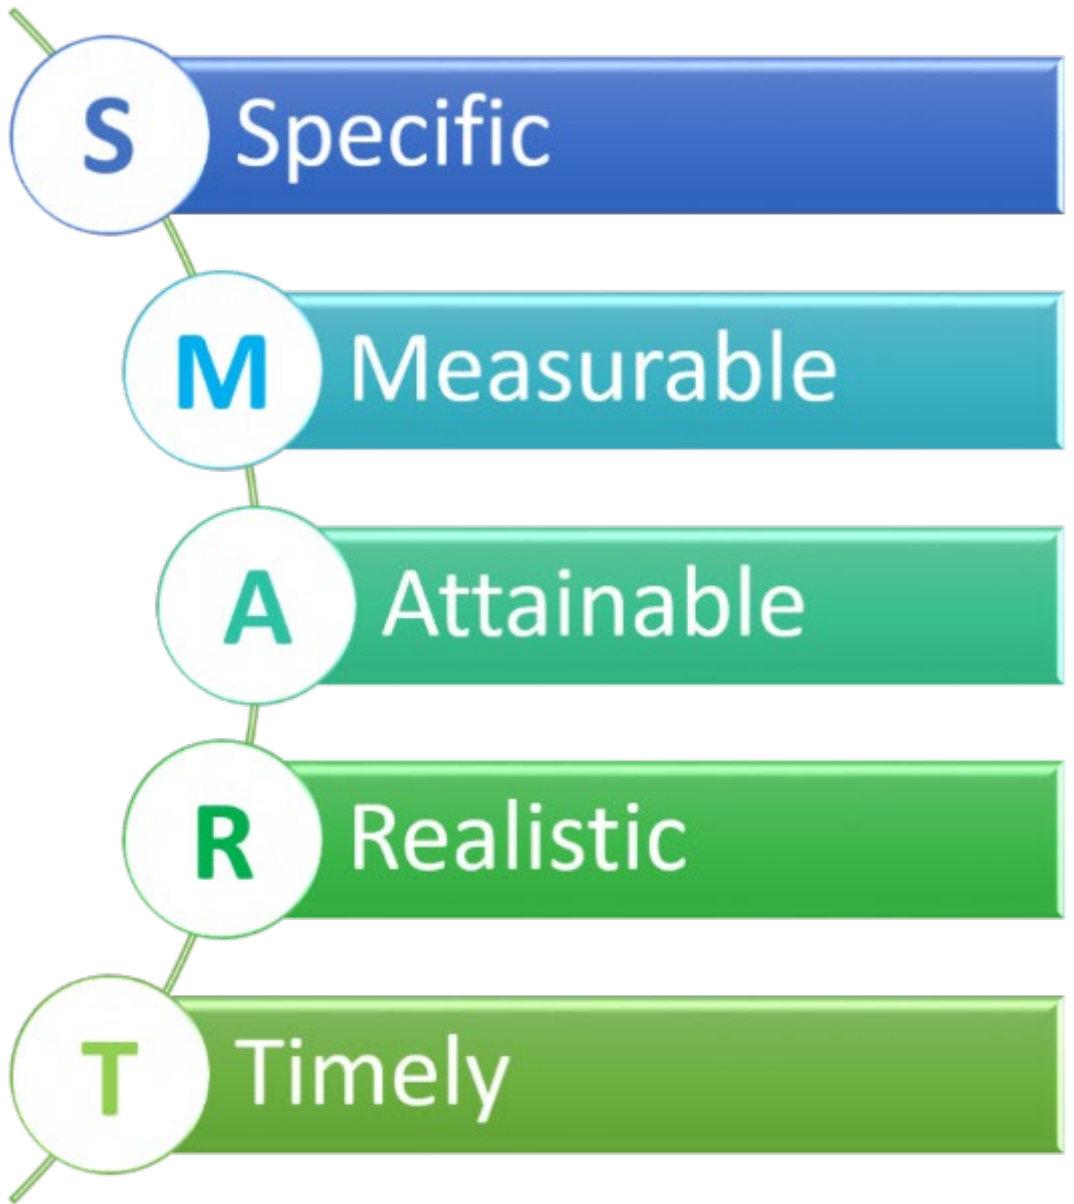 S Specific
M Measurable
A Attainable
R Realistic
T Timely